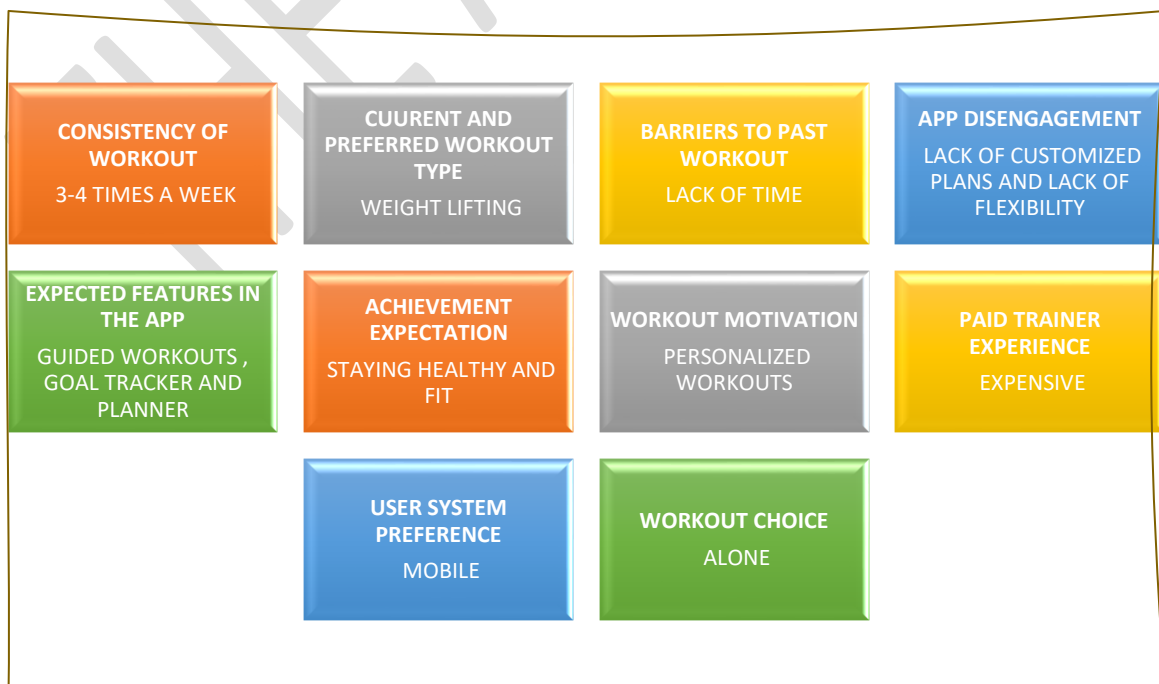 CONSISTENCY OF
WORKOUT
3-4 TIMES A WEEK
CUURENT AND
PREFERRED WORKOUT
TYPE
WEIGHT LIFTING
BARRIERS TO PAST
WORKOUT
LACK OF TIME
APP DISENGAGEMENT
LACK OF CUSTOMIZED
PLANS AND LACK OF
FLEXIBILITY
EXPECTED FEATURES IN
THE APP
GUIDED WORKOUTS ,
GOAL TRACKER AND
PLANNER
ACHIEVEMENT
EXPECTATION
STAYING HEALTHY AND
FIT
WORKOUT MOTIVATION
PERSONALIZED
WORKOUTS
PAID TRAINER
EXPERIENCE
EXPENSIVE
USER SYSTEM
PREFERENCE
MOBILE
WORKOUT CHOICE
ALONE